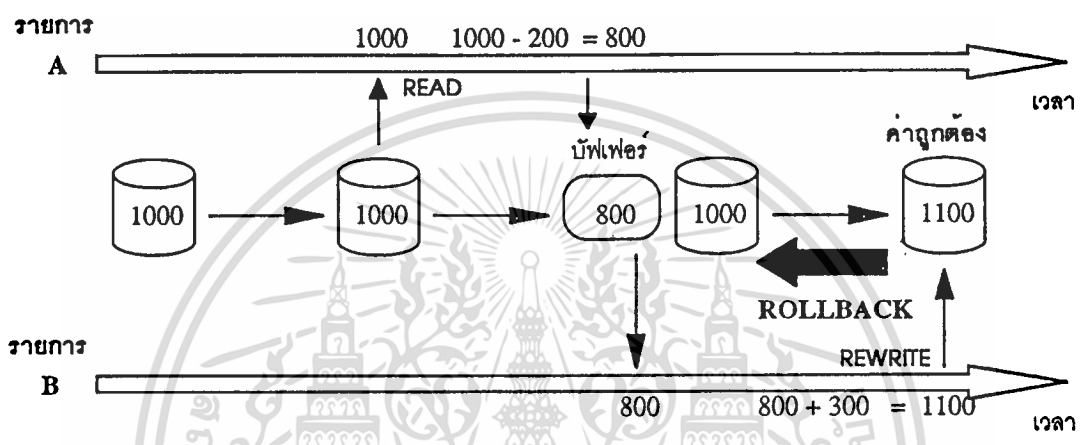 รายการ
A
1000 1000 - 200 = 800
READ
เวลา
บัฟเฟอร์
ค่าถูกต้อง
1000
1000
800
1000
1100
ROLLBACK
รายการ
B
REWRITE
800 800 + 300 = 1100
เวลา